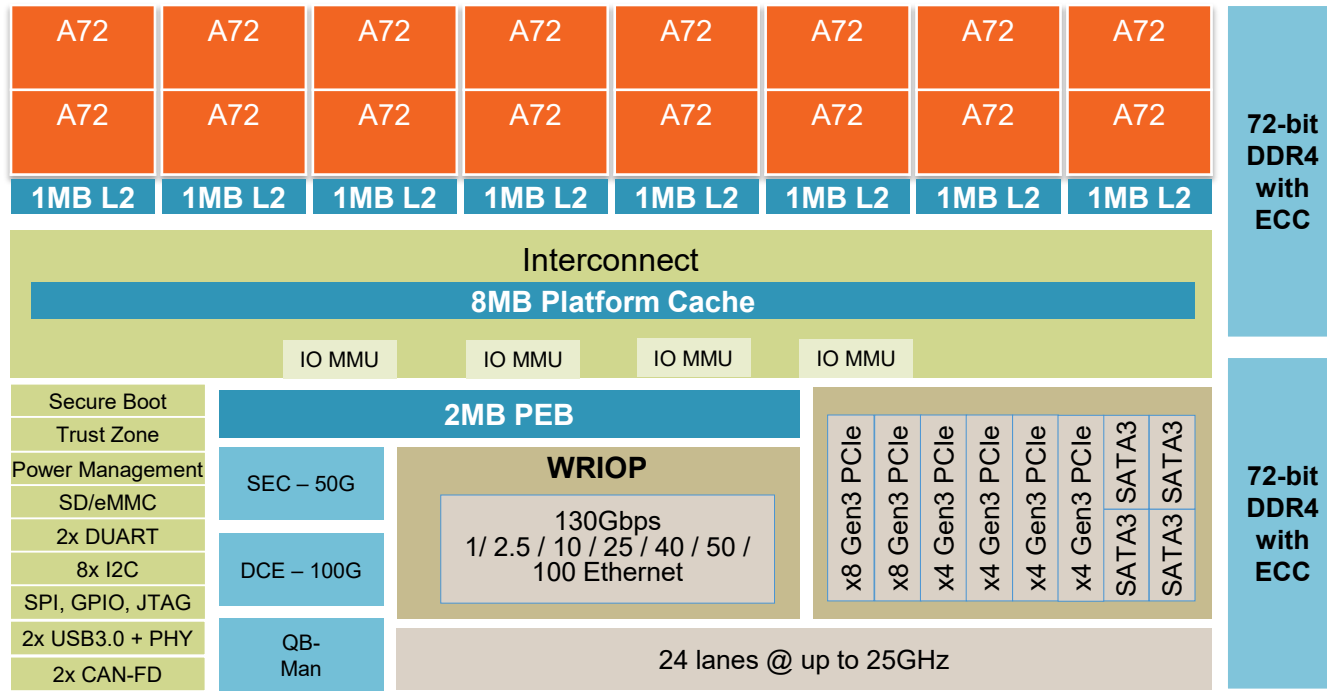 A72 A72 A72 A72 A72 A72 A72 A72
A72 A72 A72 A72 A72 A72 A72 A72
1MB L2 1MB L2 1MB L2 1MB L2 1MB L2 1MB L2 1MB L2 1MB L2
72-bit
DDR4
with
ECC
Interconnect
8MB Platform Cache
IO MMU IO MMU IO MMU IO MMU
Secure Boot
Trust Zone
Power Management
SD/eMMC
2x DUART
8x I2C
SPI, GPIO, JTAG
2x USB3.0 + PHY
2x CAN-FD
2MB PEB
SEC – 50G
DCE – 100G
QB-
Man
WRIOP
130Gbps
1/ 2.5 / 10 / 25 / 40 / 50 /
100 Ethernet
x8 Gen3 PCIe
x8 Gen3 PCIe
x4 Gen3 PCIe
x4 Gen3 PCIe
x4 Gen3 PCIe
x4 Gen3 PCIe
SATA3 SATA3
SATA3 SATA3
24 lanes @ up to 25GHz
72-bit
DDR4
with
ECC